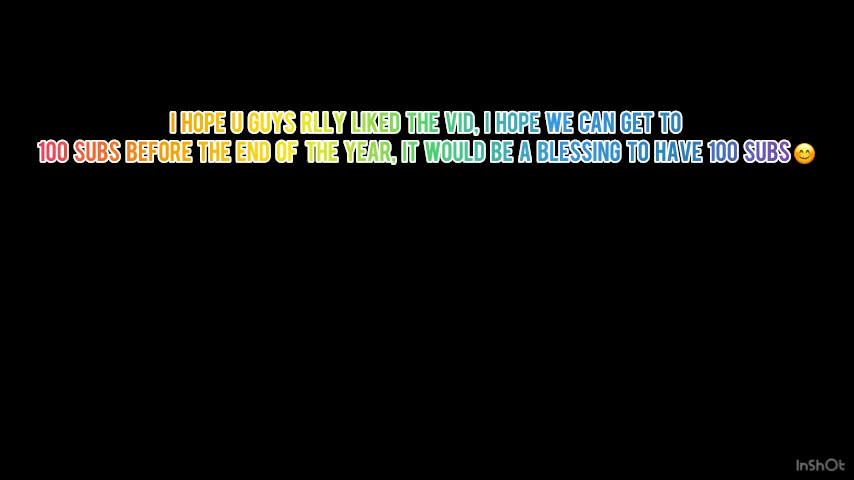 I HOPE U GUYS RLLY LIKED THE VID, I HOPE WE CAN GET TO
100 SUBS BEFORE THE END OF THE YEAR, IT WOULD BE A BLESSING TO HAVE 100 SUBS😊
InShOt